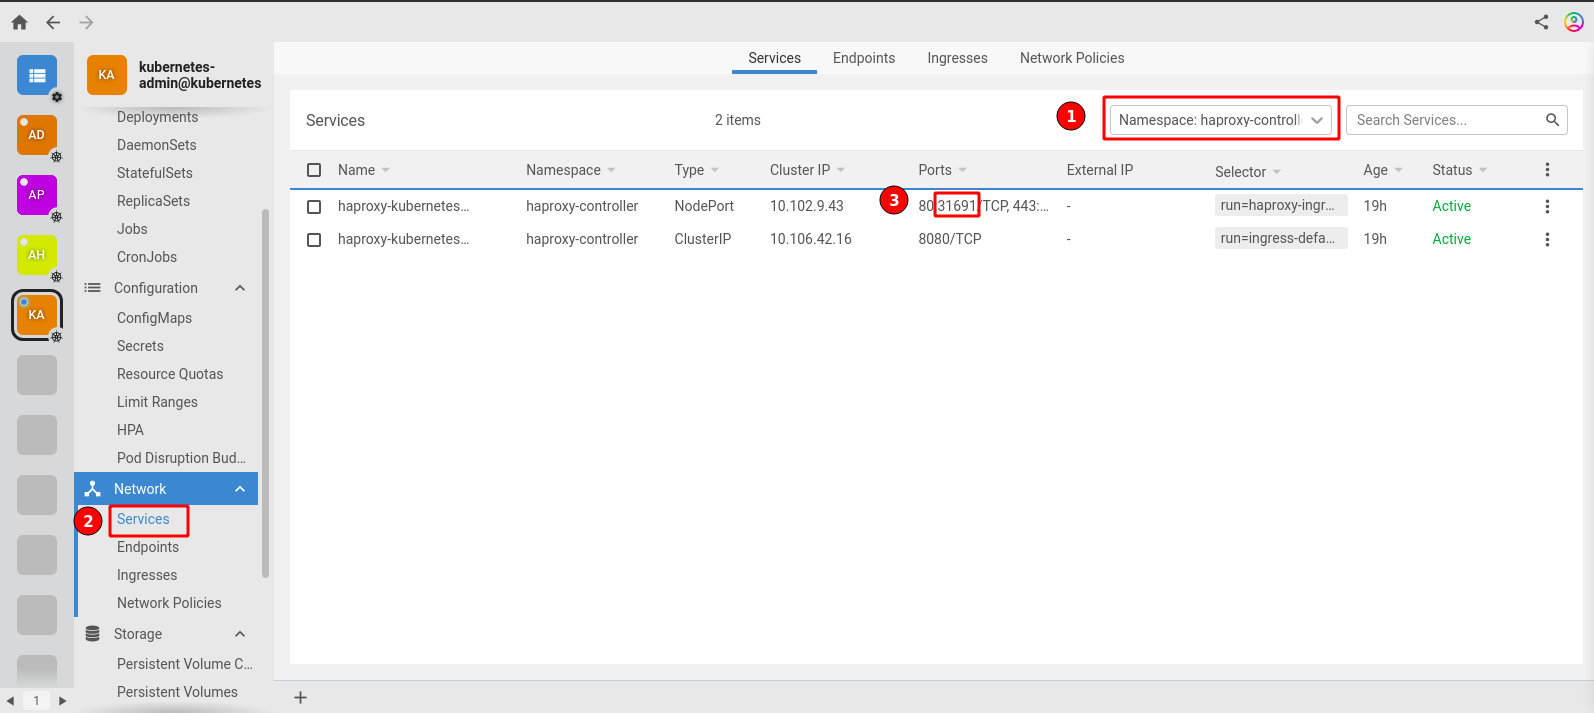 Services Endpoints Ingresses Network Policies
KA kubernetes-
admin@kubernetes
AD
AP
AH
KA
1
Deployments
DaemonSets
StatefulSets
ReplicaSets
Jobs
CronJobs
Configuration
ConfigMaps
Secrets
Resource Quotas
Limit Ranges
HPA
Pod Disruption Bud...
Network
2 Services
Endpoints
Ingresses
Network Policies
Storage
Persistent Volume C...
Persistent Volumes
Services 2 items 1 Namespace: haproxy-controll Search Services...
Name Namespace Type Cluster IP Ports External IP Selector Age Status
3
haproxy-kubernetes... haproxy-controller NodePort 10.102.9.43 80:31691/TCP, 443:... - run=haproxy-ingr... 19h Active
haproxy-kubernetes... haproxy-controller ClusterIP 10.106.42.16 8080/TCP - run=ingress-defa... 19h Active
+